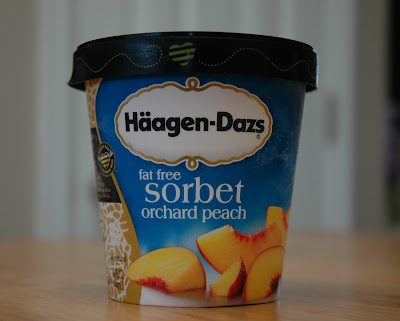 Häagen-Dazs
fat free
sorbet
orchard peach